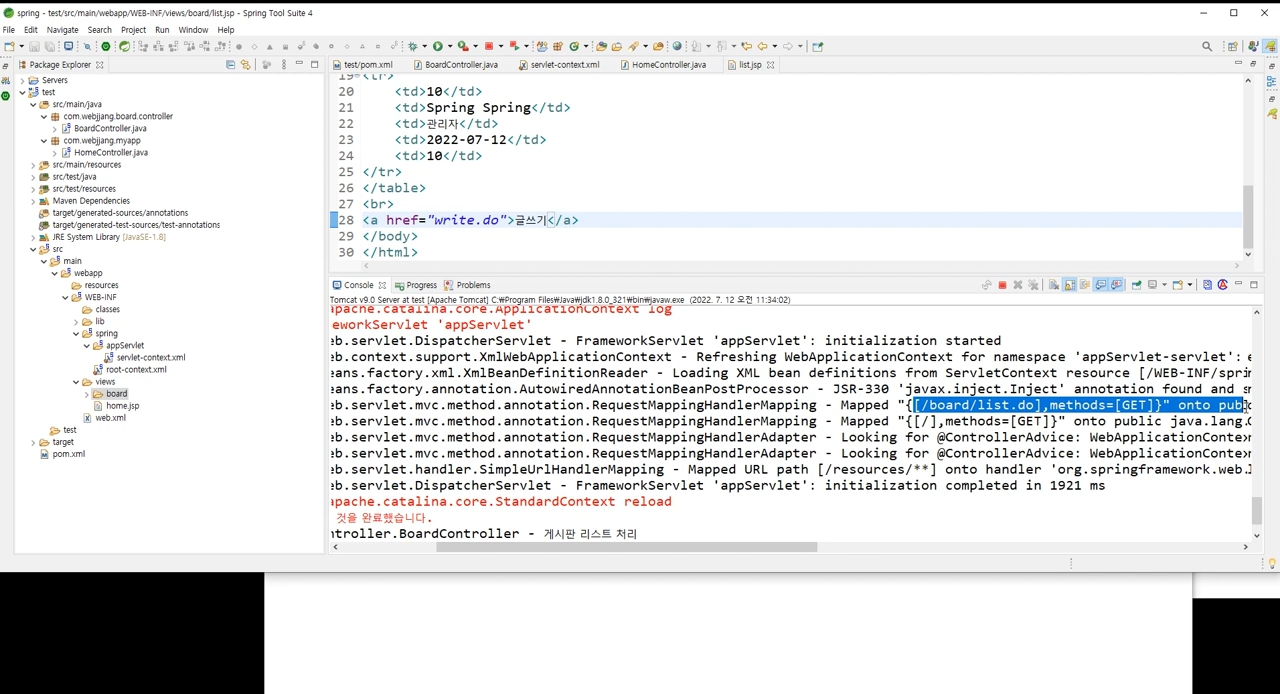 spring - test/src/main/webapp/WEB-INF/views/board/list.jsp - Spring Tool Suite 4
File Edit Navigate Search Project Run Window Help
Package Explorer
Servers
test
src/main/java
com.webjjang.board.controller
BoardController.java
com.webjjang.myapp
HomeController.java
src/main/resources
src/test/java
src/test/resources
Maven Dependencies
target/generated-sources/annotations
target/generated-test-sources/test-annotations
JRE System Library [JavaSE-1.8]
src
main
webapp
resources
WEB-INF
classes
lib
spring
appServlet
servlet-context.xml
root-context.xml
views
board
home.jsp
web.xml
test
target
pom.xml
test/pom.xml BoardController.java servlet-context.xml HomeController.java list.jsp
19 <tr>
20 <td>10</td>
21 <td>Spring Spring</td>
22 <td>관리자</td>
23 <td>2022-07-12</td>
24 <td>10</td>
25 </tr>
26 </table>
27 <br>
28 <a href="write.do">글쓰기</a>
29 </body>
30 </html>
Console Progress Problems
Tomcat v9.0 Server at test [Apache Tomcat] C:₩Program Files₩Java₩jdk1.8.0_321₩bin₩javaw.exe (2022. 7. 12 오전 11:34:02)
apache.catalina.core.ApplicationContext log
eworkServlet 'appServlet'
eb.servlet.DispatcherServlet - FrameworkServlet 'appServlet': initialization started
eb.context.support.XmlWebApplicationContext - Refreshing WebApplicationContext for namespace 'appServlet-servlet':
eans.factory.xml.XmlBeanDefinitionReader - Loading XML bean definitions from ServletContext resource [/WEB-INF/sprin
eans.factory.annotation.AutowiredAnnotationBeanPostProcessor - JSR-330 'javax.inject.Inject' annotation found and s
eb.servlet.mvc.method.annotation.RequestMappingHandlerMapping - Mapped "{[/board/list.do],methods=[GET]}" onto pub
eb.servlet.mvc.method.annotation.RequestMappingHandlerMapping - Mapped "{[/],methods=[GET]}" onto public java.lang.
eb.servlet.mvc.method.annotation.RequestMappingHandlerAdapter - Looking for @ControllerAdvice: WebApplicationConte
eb.servlet.mvc.method.annotation.RequestMappingHandlerAdapter - Looking for @ControllerAdvice: WebApplicationConte
eb.servlet.handler.SimpleUrlHandlerMapping - Mapped URL path [/resources/**] onto handler 'org.springframework.web.
eb.servlet.DispatcherServlet - FrameworkServlet 'appServlet': initialization completed in 1921 ms
apache.catalina.core.StandardContext reload
것을 완료했습니다.
ntroller.BoardController - 게시판 리스트 처리